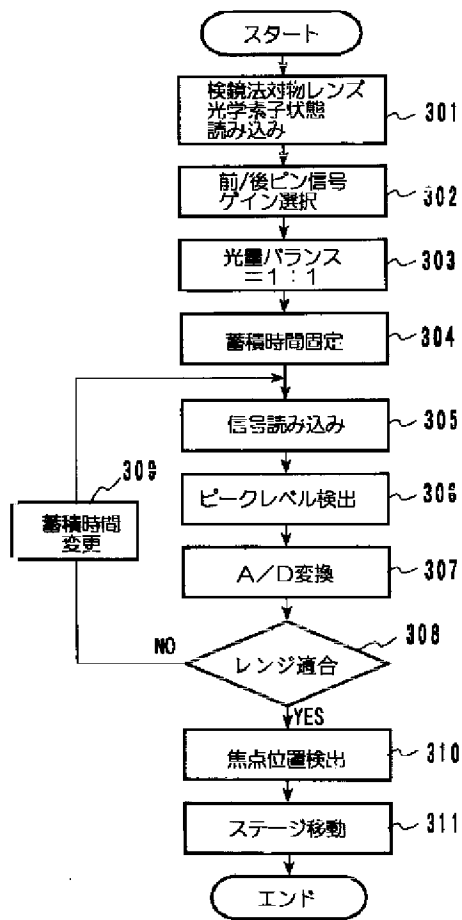 スタート
検鏡法対物レンズ
光学素子状態
読み込み
301
前/後ピン信号
ゲイン選択
302
光量バランス
=1:1
303
蓄積時間固定
304
信号読み込み
305
309
蓄積時間
変更
ピークレベル検出
306
A/D変換
307
308
NO
レンジ適合
YES
焦点位置検出
310
ステージ移動
311
エンド